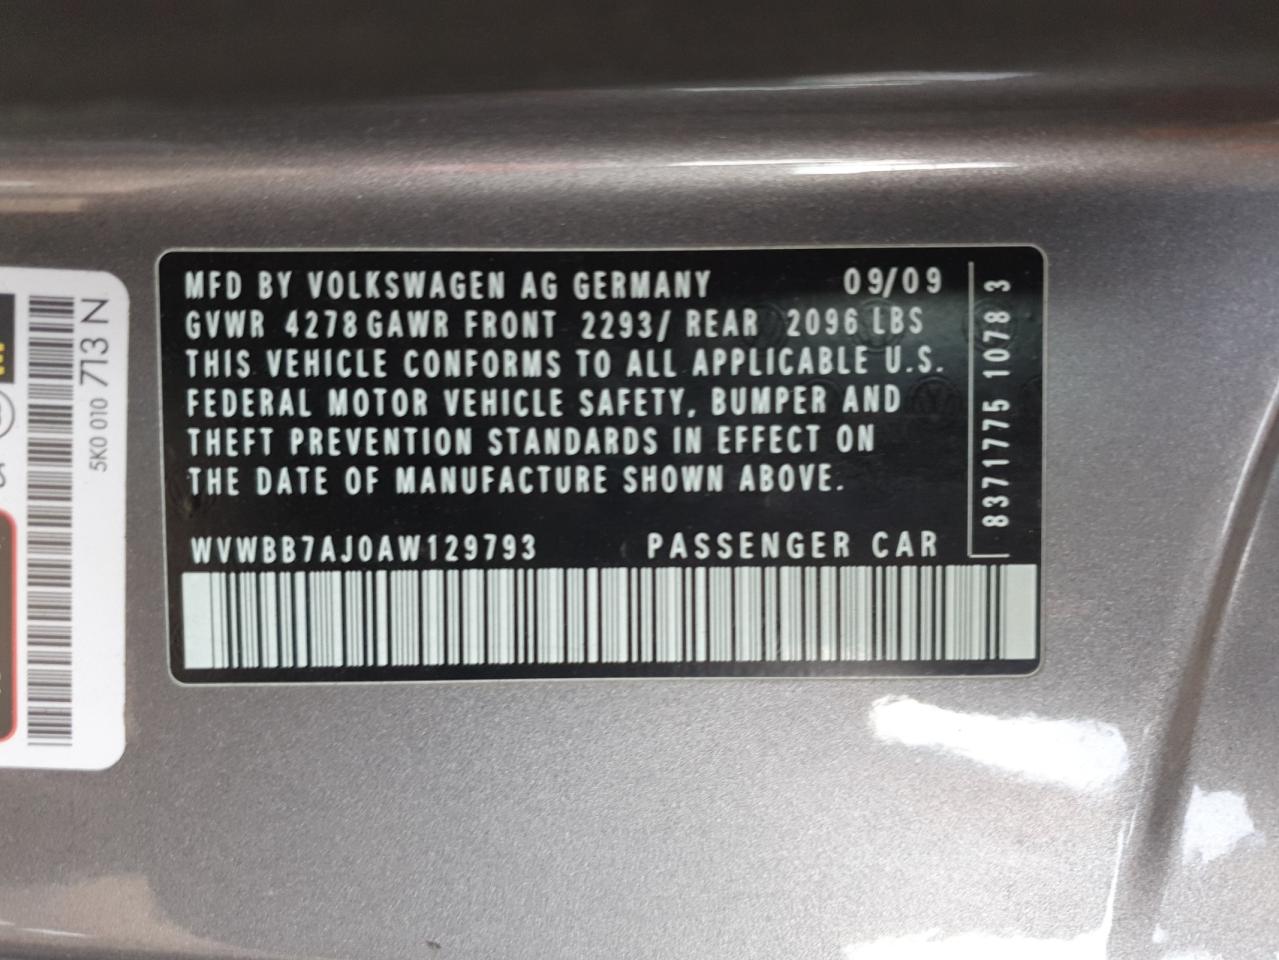 MFD BY VOLKSWAGEN AG GERMANY 09/09
GVWR 4278 GAWR FRONT 2293/ REAR 2096 LBS
THIS VEHICLE CONFORMS TO ALL APPLICABLE U.S.
FEDERAL MOTOR VEHICLE SAFETY, BUMPER AND
THEFT PREVENTION STANDARDS IN EFFECT ON
THE DATE OF MANUFACTURE SHOWN ABOVE.
WVWBB7AJ0AW129793 PASSENGER CAR
8371775 1078 3
5K0 010 713 N